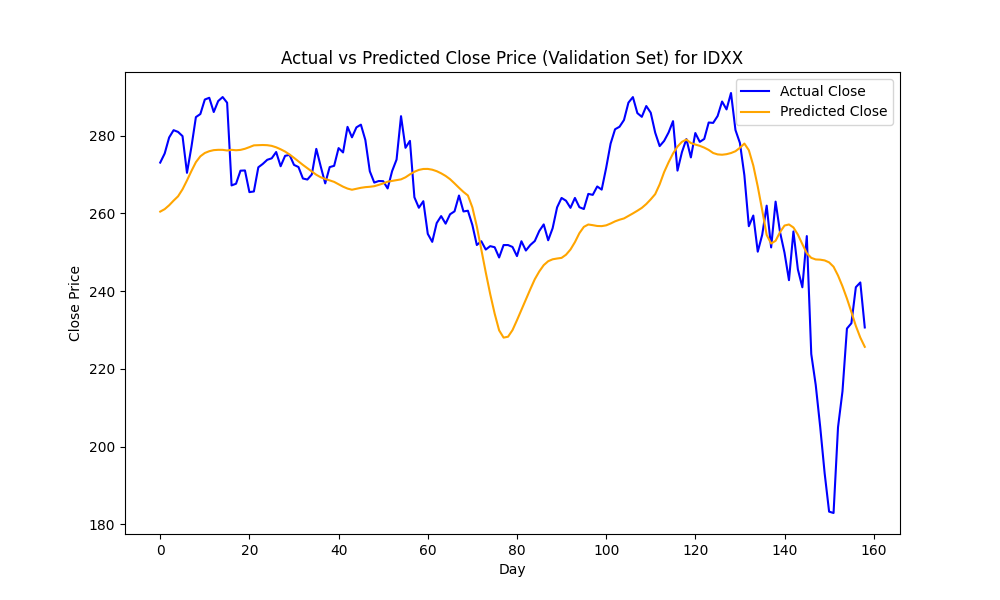 Actual vs Predicted Close Price (Validation Set) for IDXX
Actual Close
Predicted Close
Close Price
280
260
240
220
200
180
0 20 40 60 80 100 120 140 160
Day